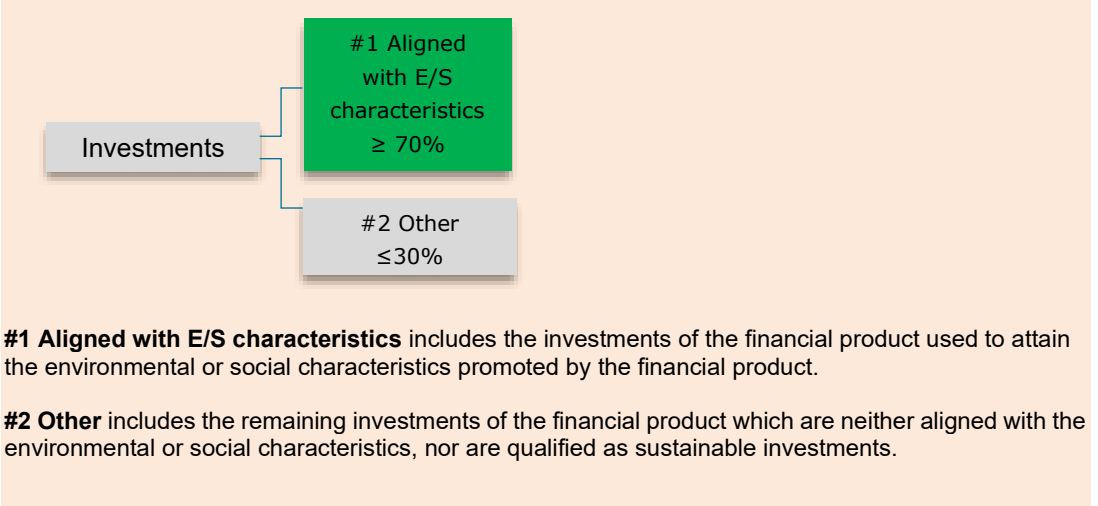 #1 Aligned
with E/S
characteristics
≥ 70%
Investments
#2 Other
≤30%
#1 Aligned with E/S characteristics includes the investments of the financial product used to attain
the environmental or social characteristics promoted by the financial product.
#2 Other includes the remaining investments of the financial product which are neither aligned with the
environmental or social characteristics, nor are qualified as sustainable investments.